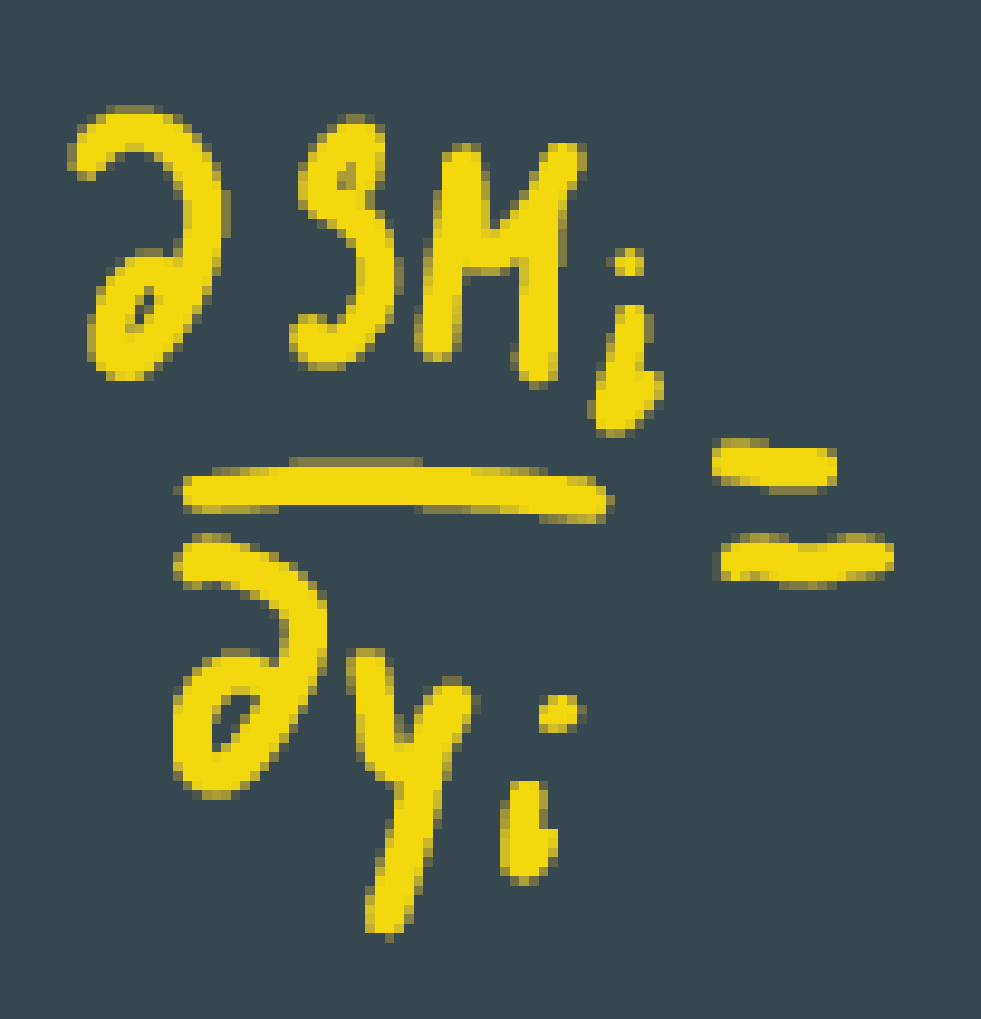 ∂SM_i
∂y_i
=